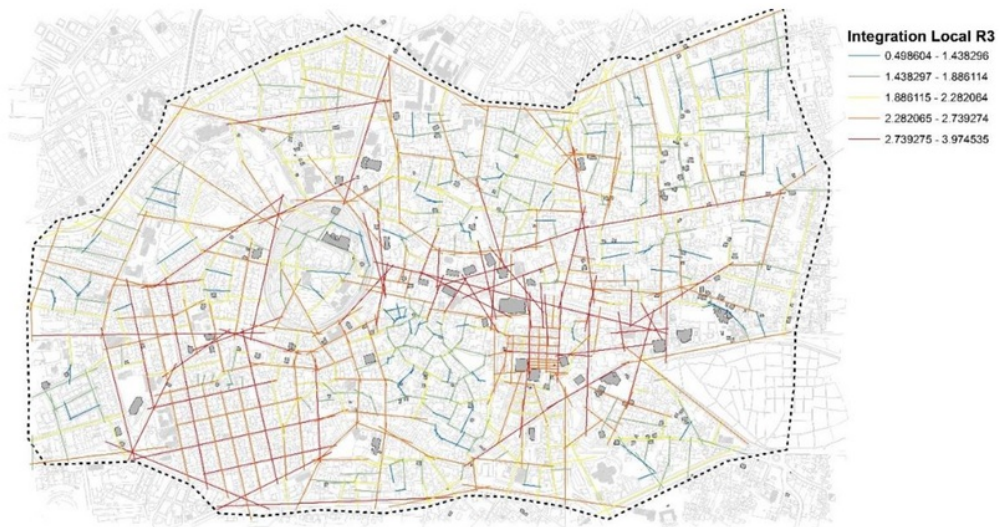 Integration Local R3
0.498604 - 1.438296
1.438297 - 1.886114
1.886115 - 2.282064
2.282065 - 2.739274
2.739275 - 3.974535